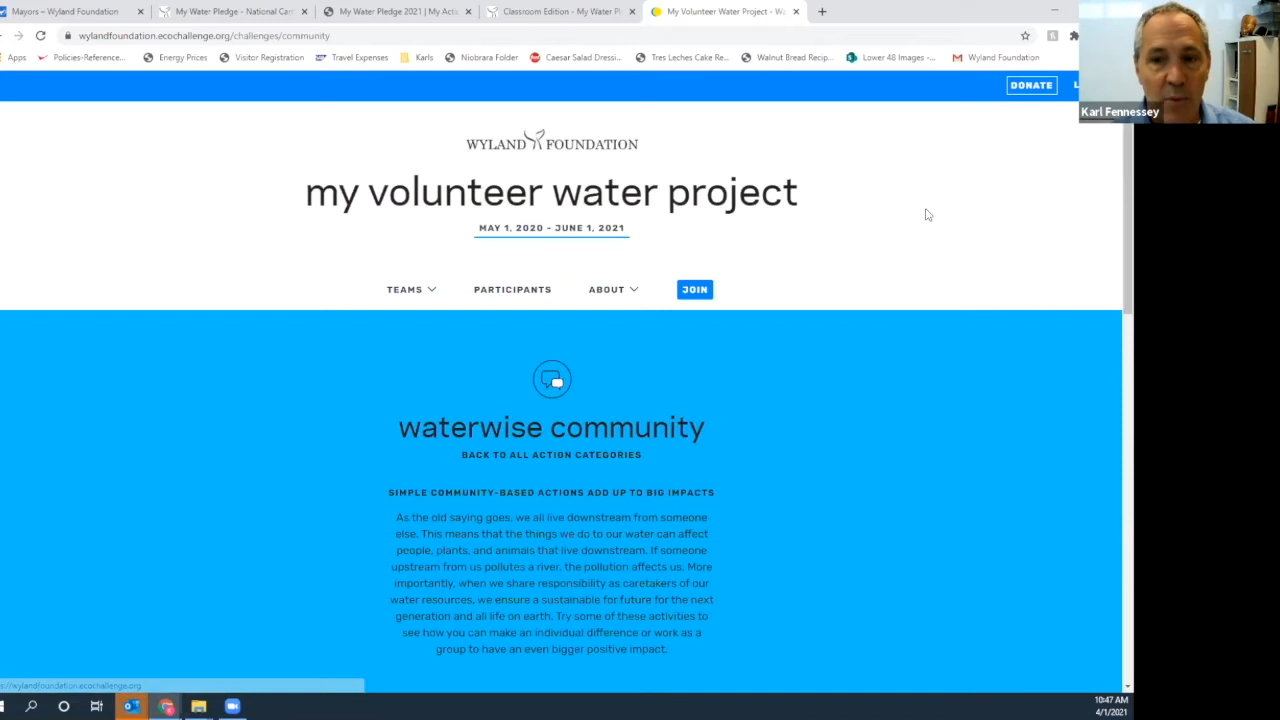 Mayors – Wyland Foundation
My Water Pledge - National Cam
My Water Pledge 2021 | My Actio
Classroom Edition - My Water Pl
My Volunteer Water Project - Wa
wylandfoundation.ecochallenge.org/challenges/community
Apps
Policies-Reference...
Energy Prices
Visitor Registration
Travel Expenses
Karls
Niobrara Folder
Caesar Salad Dressi...
Tres Leches Cake Re...
Walnut Bread Recip...
Lower 48 Images -...
Wyland Foundation
DONATE
L
Karl Fennessey
WYLAND FOUNDATION
my volunteer water project
MAY 1, 2020 - JUNE 1, 2021
TEAMS
PARTICIPANTS
ABOUT
JOIN
waterwise community
BACK TO ALL ACTION CATEGORIES
SIMPLE COMMUNITY-BASED ACTIONS ADD UP TO BIG IMPACTS
As the old saying goes, we all live downstream from someone
else. This means that the things we do to our water can affect
people, plants, and animals that live downstream. If someone
upstream from us pollutes a river, the pollution affects us. More
importantly, when we share responsibility as caretakers of our
water resources, we ensure a sustainable for future for the next
generation and all life on earth. Try some of these activities to
see how you can make an individual difference or work as a
group to have an even bigger positive impact.
s://wylandfoundation.ecochallenge.org
10:47 AM
4/1/2021